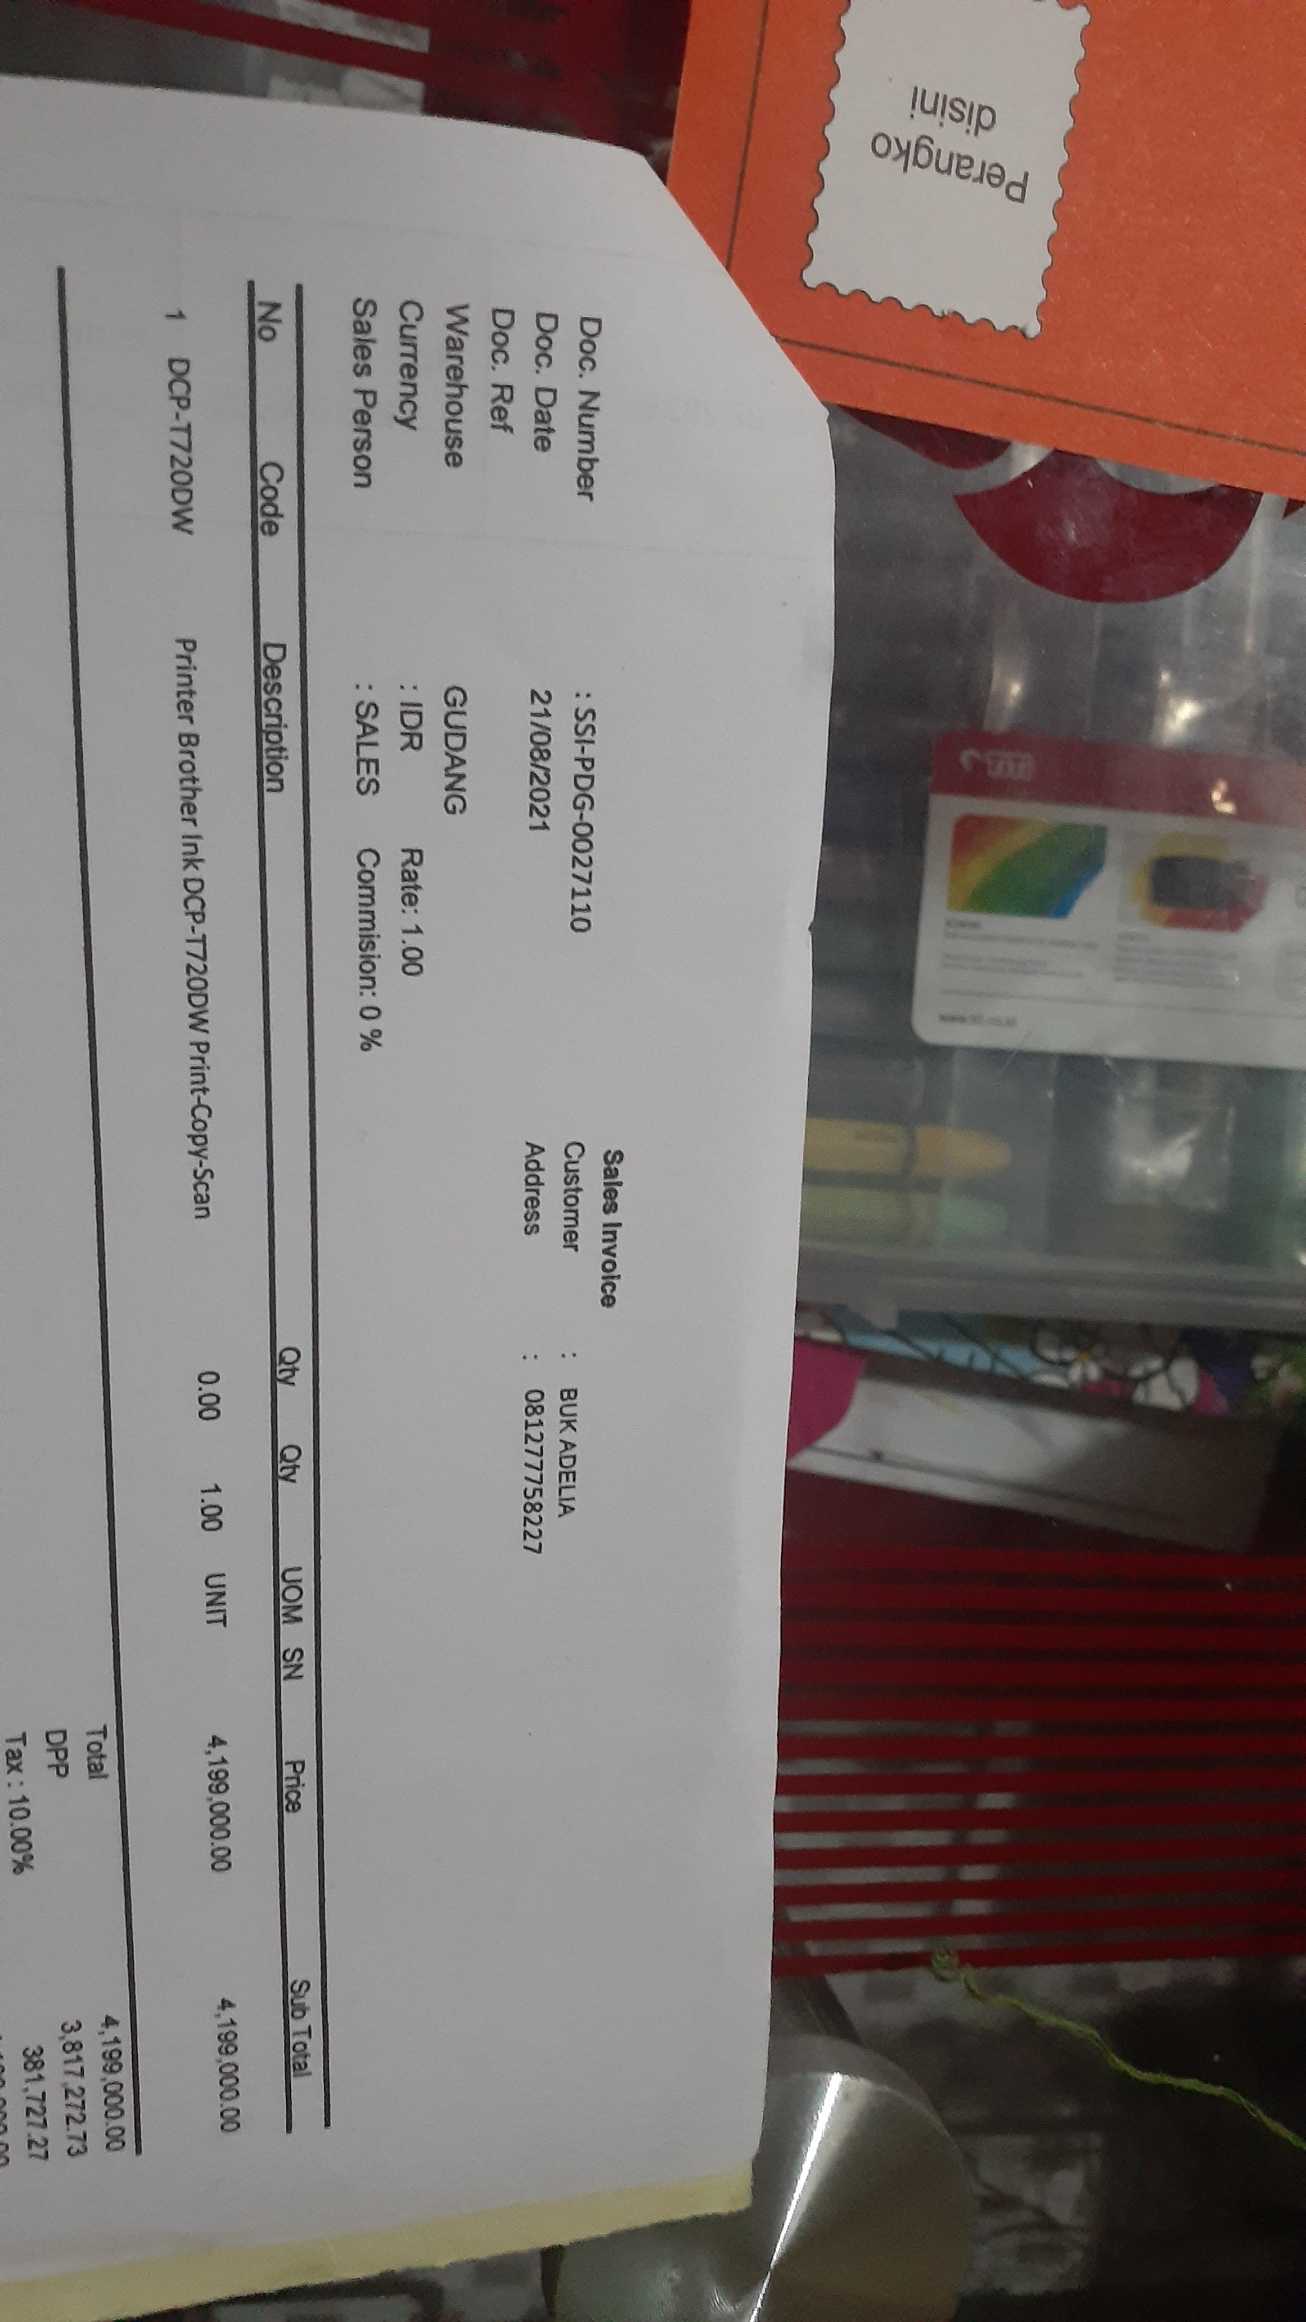 Perangko
disini
Sales Invoice
Doc. Number : SSI-PDG-0027110 Customer : BUK ADELIA
Doc. Date 21/08/2021 Address : 081277758227
Doc. Ref
Warehouse GUDANG
Currency : IDR Rate: 1.00
Sales Person : SALES Commision: 0 %
No Code Description Qty Qty UOM SN Price Sub Total
1 DCP-T720DW Printer Brother Ink DCP-T720DW Print-Copy-Scan 0.00 1.00 UNIT 4,199,000.00 4,199,000.00
Total 4,199,000.00
DPP 3,817,272.73
Tax : 10.00% 381,727.27